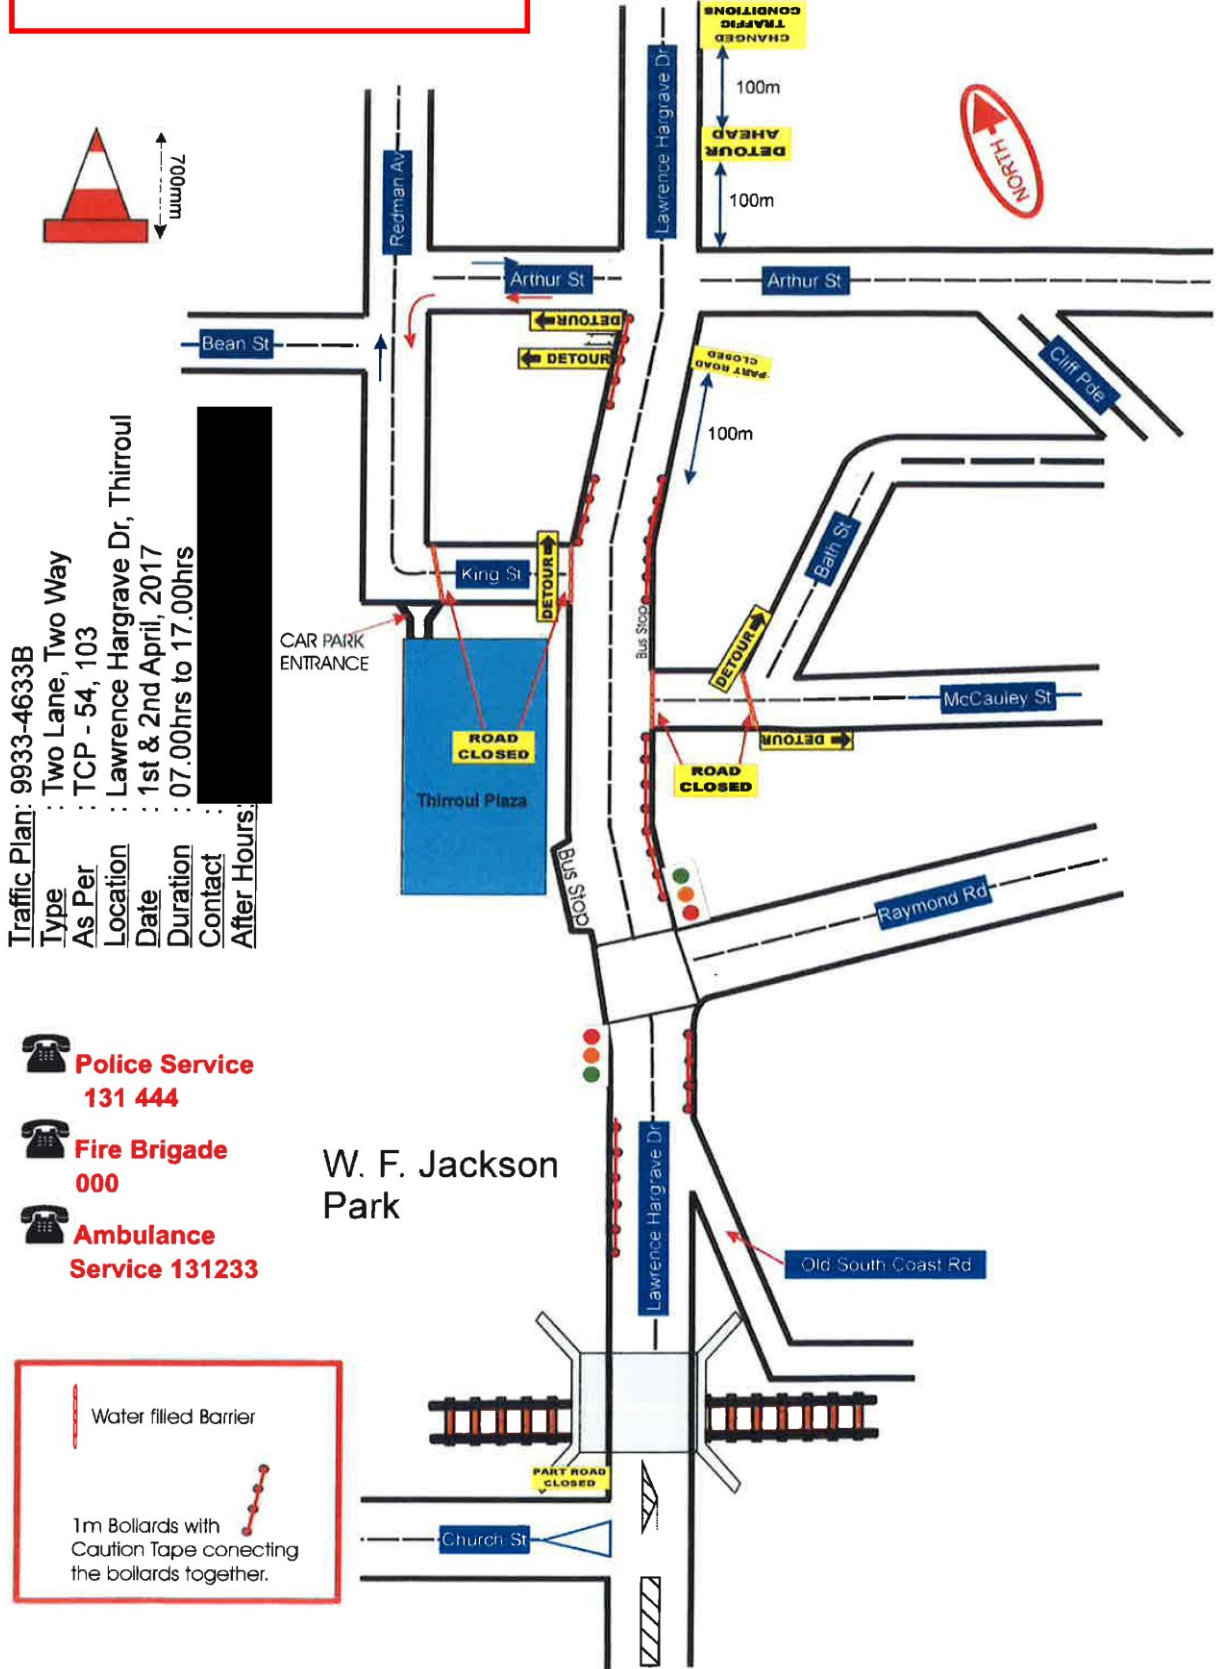 CHANGED
TRAFFIC
CONDITIONS
100m
DETOUR
AHEAD
100m
NORTH
700mm
Redman Av
Lawrence Hargrave Dr
Arthur St
Arthur St
Bean St
DETOUR
DETOUR
PART ROAD
CLOSED
100m
Cliff Pde
Traffic Plan: 9933-4633B
Type : Two Lane, Two Way
As Per : TCP - 54, 103
Location : Lawrence Hargrave Dr, Thirroul
Date : 1st & 2nd April, 2017
Duration : 07.00hrs to 17.00hrs
Contact :
After Hours:
King St
DETOUR
Bath St
Bus Stop
CAR PARK
ENTRANCE
DETOUR
McCauley St
ROAD
CLOSED
DETOUR
ROAD
CLOSED
Thirroul Plaza
Bus Stop
Raymond Rd
Police Service
131 444
Fire Brigade
000
Ambulance
Service 131233
W. F. Jackson
Park
Lawrence Hargrave Dr
Old South Coast Rd
Water filled Barrier
1m Bollards with
Caution Tape conecting
the bollards together.
PART ROAD
CLOSED
Church St